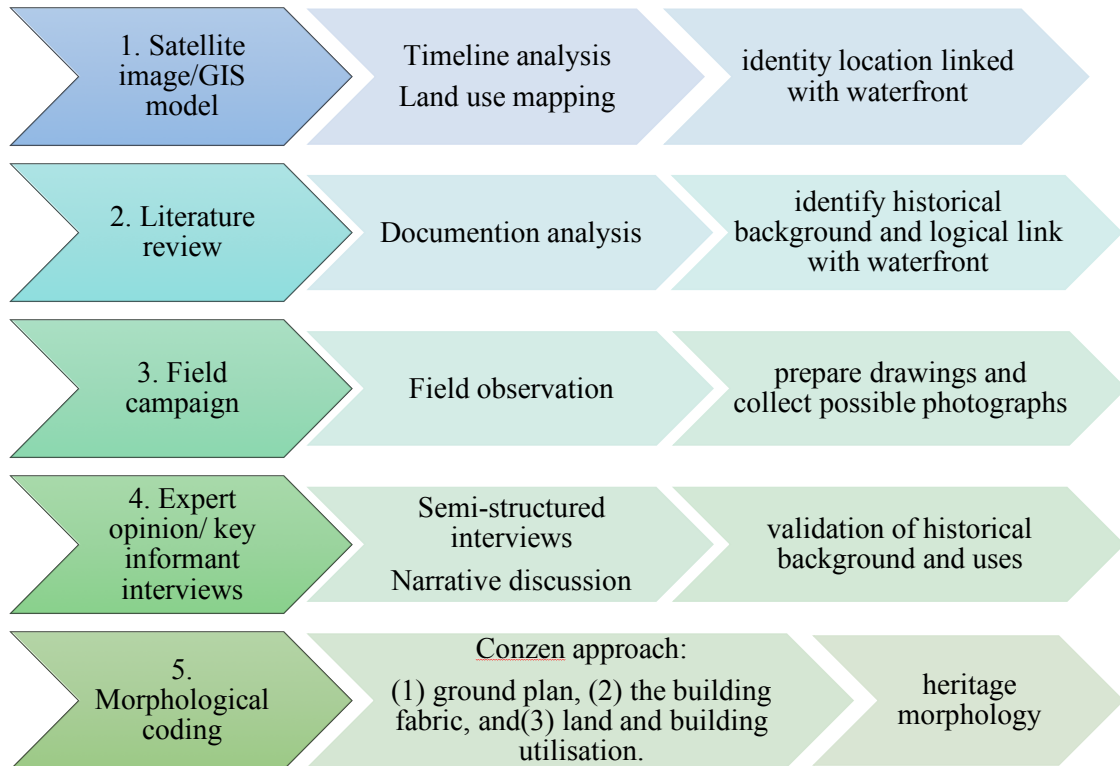 1. Satellite
image/GIS
model
Timeline analysis
Land use mapping
identity location linked
with waterfront
2. Literature
review
Documention analysis
identify historical
background and logical link
with waterfront
3. Field
campaign
Field observation
prepare drawings and
collect possible photographs
4. Expert
opinion/ key
informant
interviews
Semi-structured
interviews
Narrative discussion
validation of historical
background and uses
5.
Morphological
coding
Conzen approach:
(1) ground plan, (2) the building
fabric, and(3) land and building
utilisation.
heritage
morphology